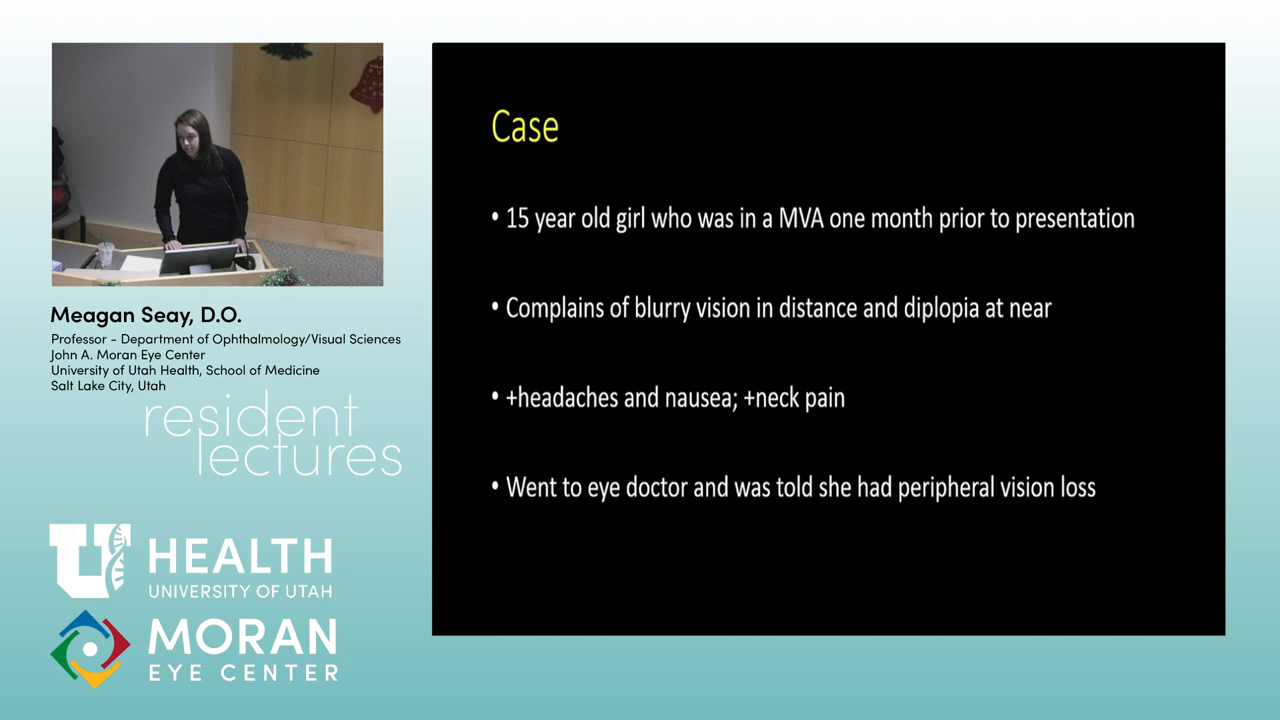 Meagan Seay, D.O.
Professor - Department of Ophthalmology/Visual Sciences
John A. Moran Eye Center
University of Utah Health, School of Medicine
Salt Lake City, Utah
resident
lectures
U HEALTH
UNIVERSITY OF UTAH
MORAN
EYE CENTER
Case
• 15 year old girl who was in a MVA one month prior to presentation
• Complains of blurry vision in distance and diplopia at near
• +headaches and nausea; +neck pain
• Went to eye doctor and was told she had peripheral vision loss